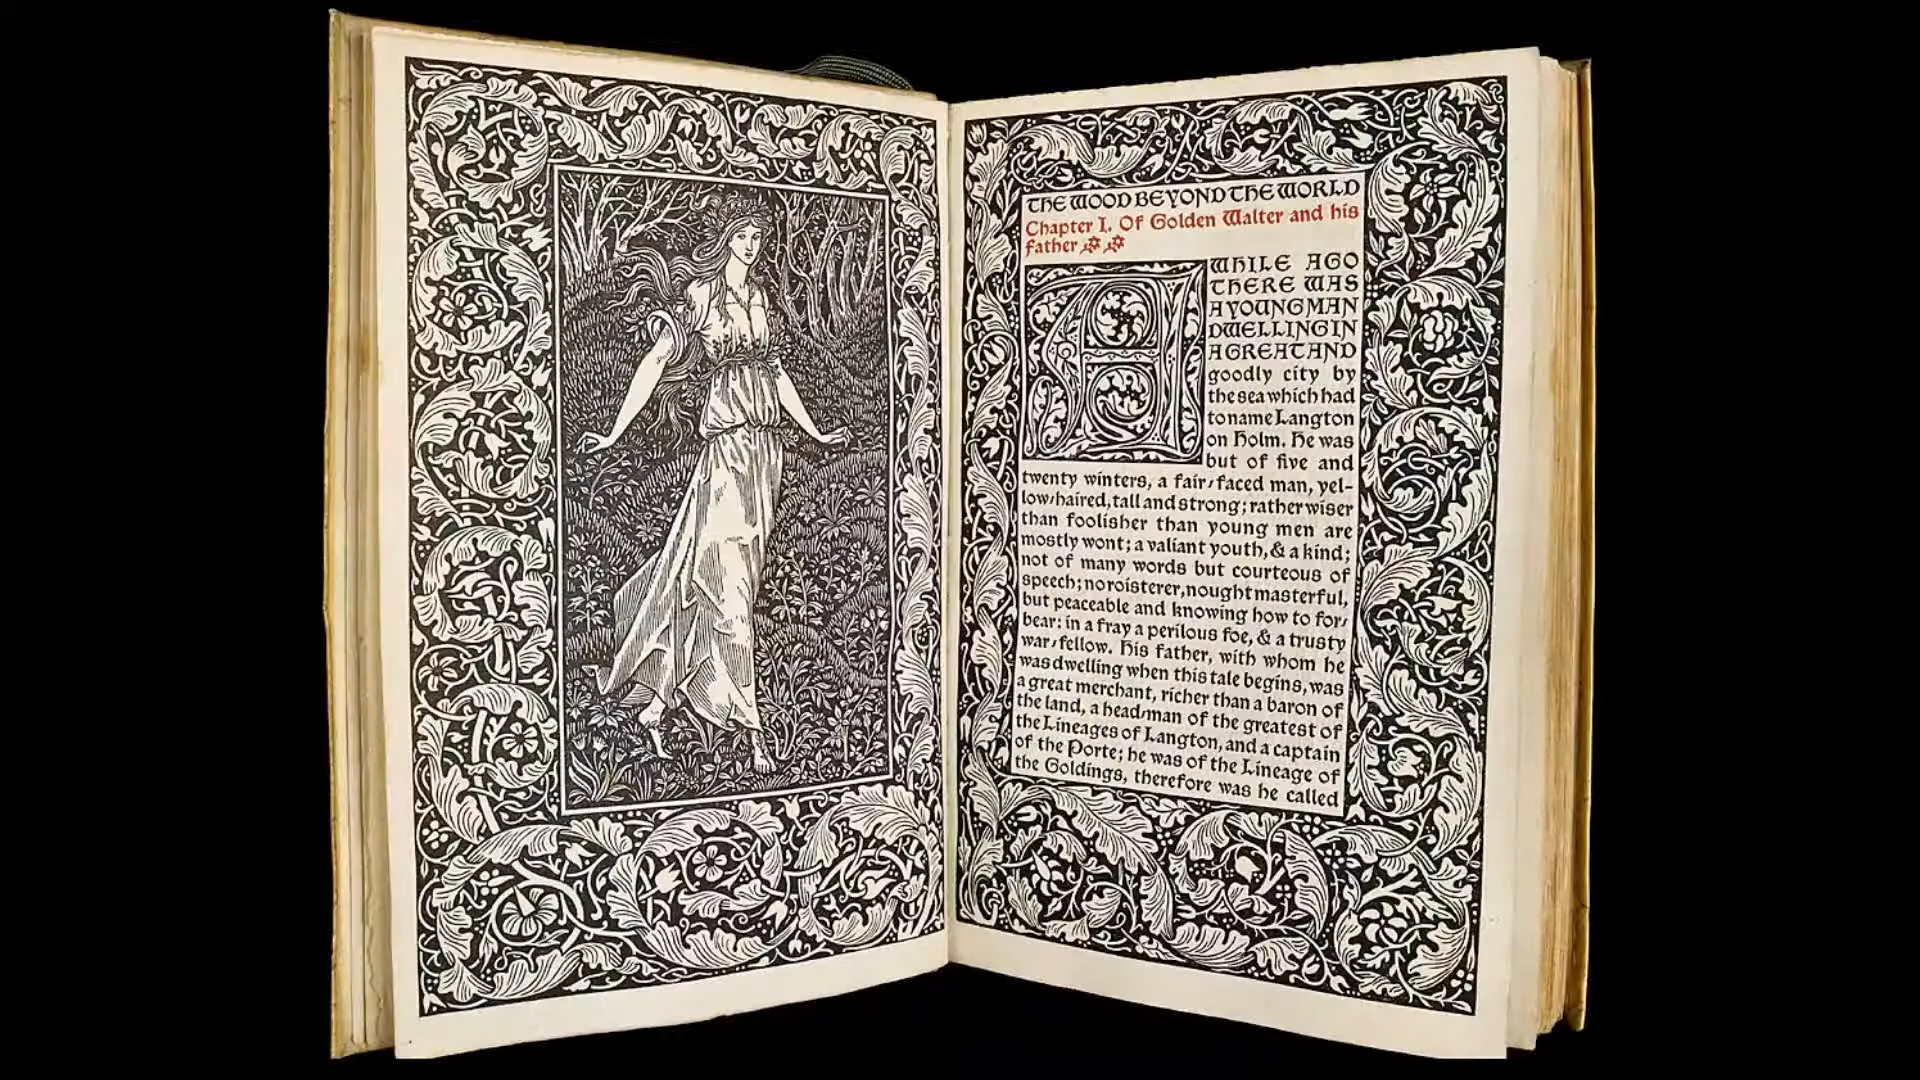 THE WOOD BEYOND THE WORLD
Chapter I. Of Golden Walter and his
Father
A WHILE AGO
THERE WAS
A YOUNG MAN
DWELLING IN
A GREAT AND
goodly city by
the sea which had
to name Langton
on Holm. He was
but of five and
twenty winters, a fair-faced man, yel-
low-haired, tall and strong; rather wiser
than foolisher than young men are
mostly wont; a valiant youth, & a kind;
not of many words but courteous of
speech; no roisterer, nought masterful,
but peaceable and knowing how to for-
bear: in a fray a perilous foe, & a trusty
war-fellow. His father, with whom he
was dwelling when this tale begins, was
a great merchant, richer than a baron of
the land, a head-man of the greatest of
the Lineages of Langton, and a captain
of the Porte; he was of the Lineage of
the Goldings, therefore was he called